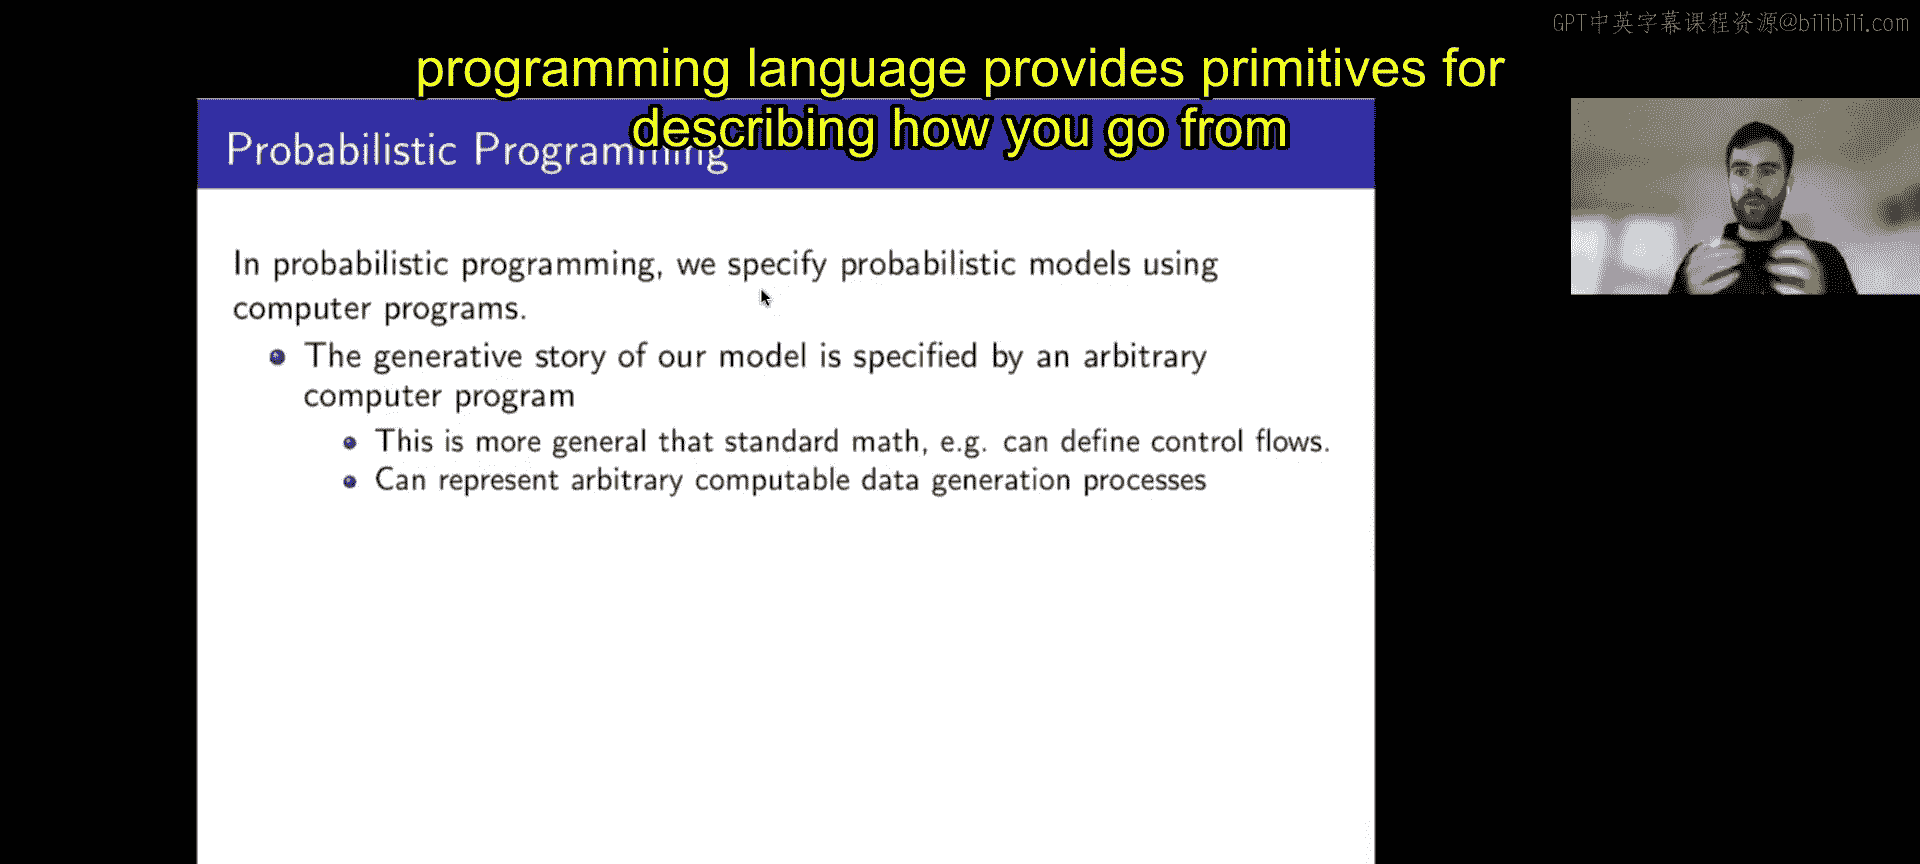 GPT中英字幕课程资源@bilibili.com
programming language provides primitives for
describing how you go from
Probabilistic Programming
In probabilistic programming, we specify probabilistic models using
computer programs.
The generative story of our model is specified by an arbitrary
computer program
This is more general that standard math, e.g. can define control flows.
Can represent arbitrary computable data generation processes